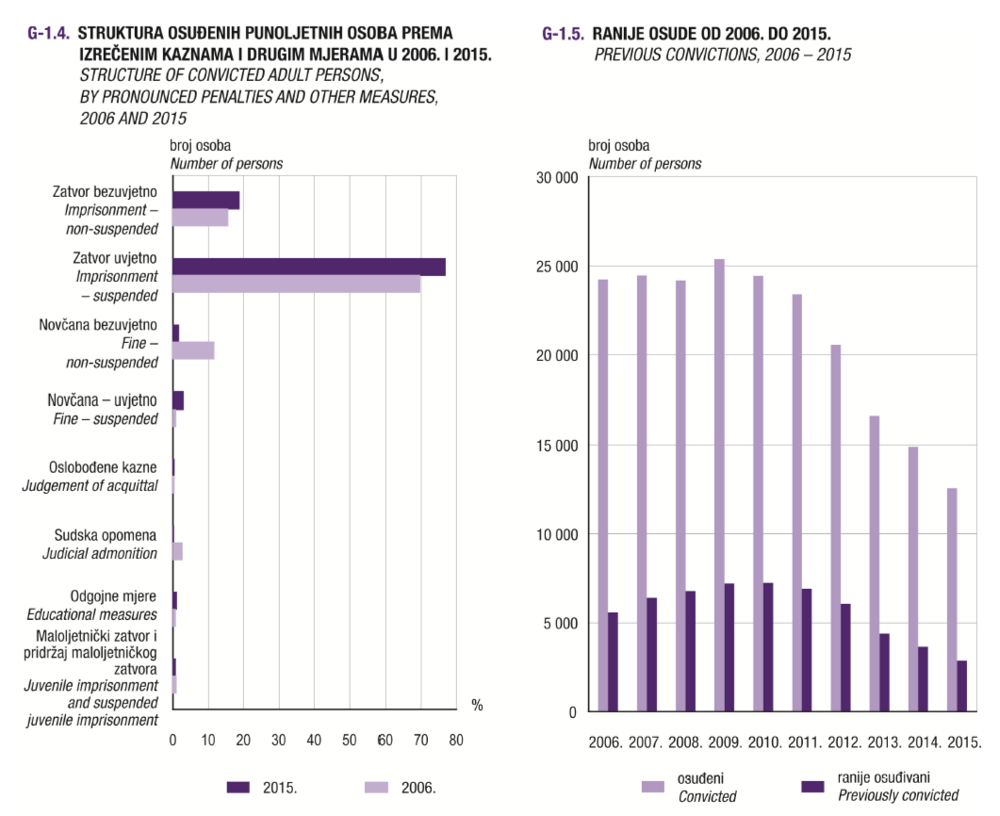 G-1.4. STRUKTURA OSUĐENIH PUNOLJETNIH OSOBA PREMA
IZREČENIM KAZNAMA I DRUGIM MJERAMA U 2006. I 2015.
STRUCTURE OF CONVICTED ADULT PERSONS,
BY PRONOUNCED PENALTIES AND OTHER MEASURES,
2006 AND 2015
broj osoba
Number of persons
Zatvor bezuvjetno
Imprisonment –
non-suspended
Zatvor uvjetno
Imprisonment
– suspended
Novčana bezuvjetno
Fine –
non-suspended
Novčana – uvjetno
Fine – suspended
Oslobođene kazne
Judgement of acquittal
Sudska opomena
Judicial admonition
Odgojne mjere
Educational measures
Maloljetnički zatvor i
pridržaj maloljetničkog
zatvora
Juvenile imprisonment
and suspended
juvenile imprisonment
%
0 10 20 30 40 50 60 70 80
2015. 2006.
G-1.5. RANIJE OSUDE OD 2006. DO 2015.
PREVIOUS CONVICTIONS, 2006 – 2015
broj osoba
Number of persons
30 000
25 000
20 000
15 000
10 000
5 000
0
2006. 2007. 2008. 2009. 2010. 2011. 2012. 2013. 2014. 2015.
osuđeni
Convicted
ranije osuđivani
Previously convicted